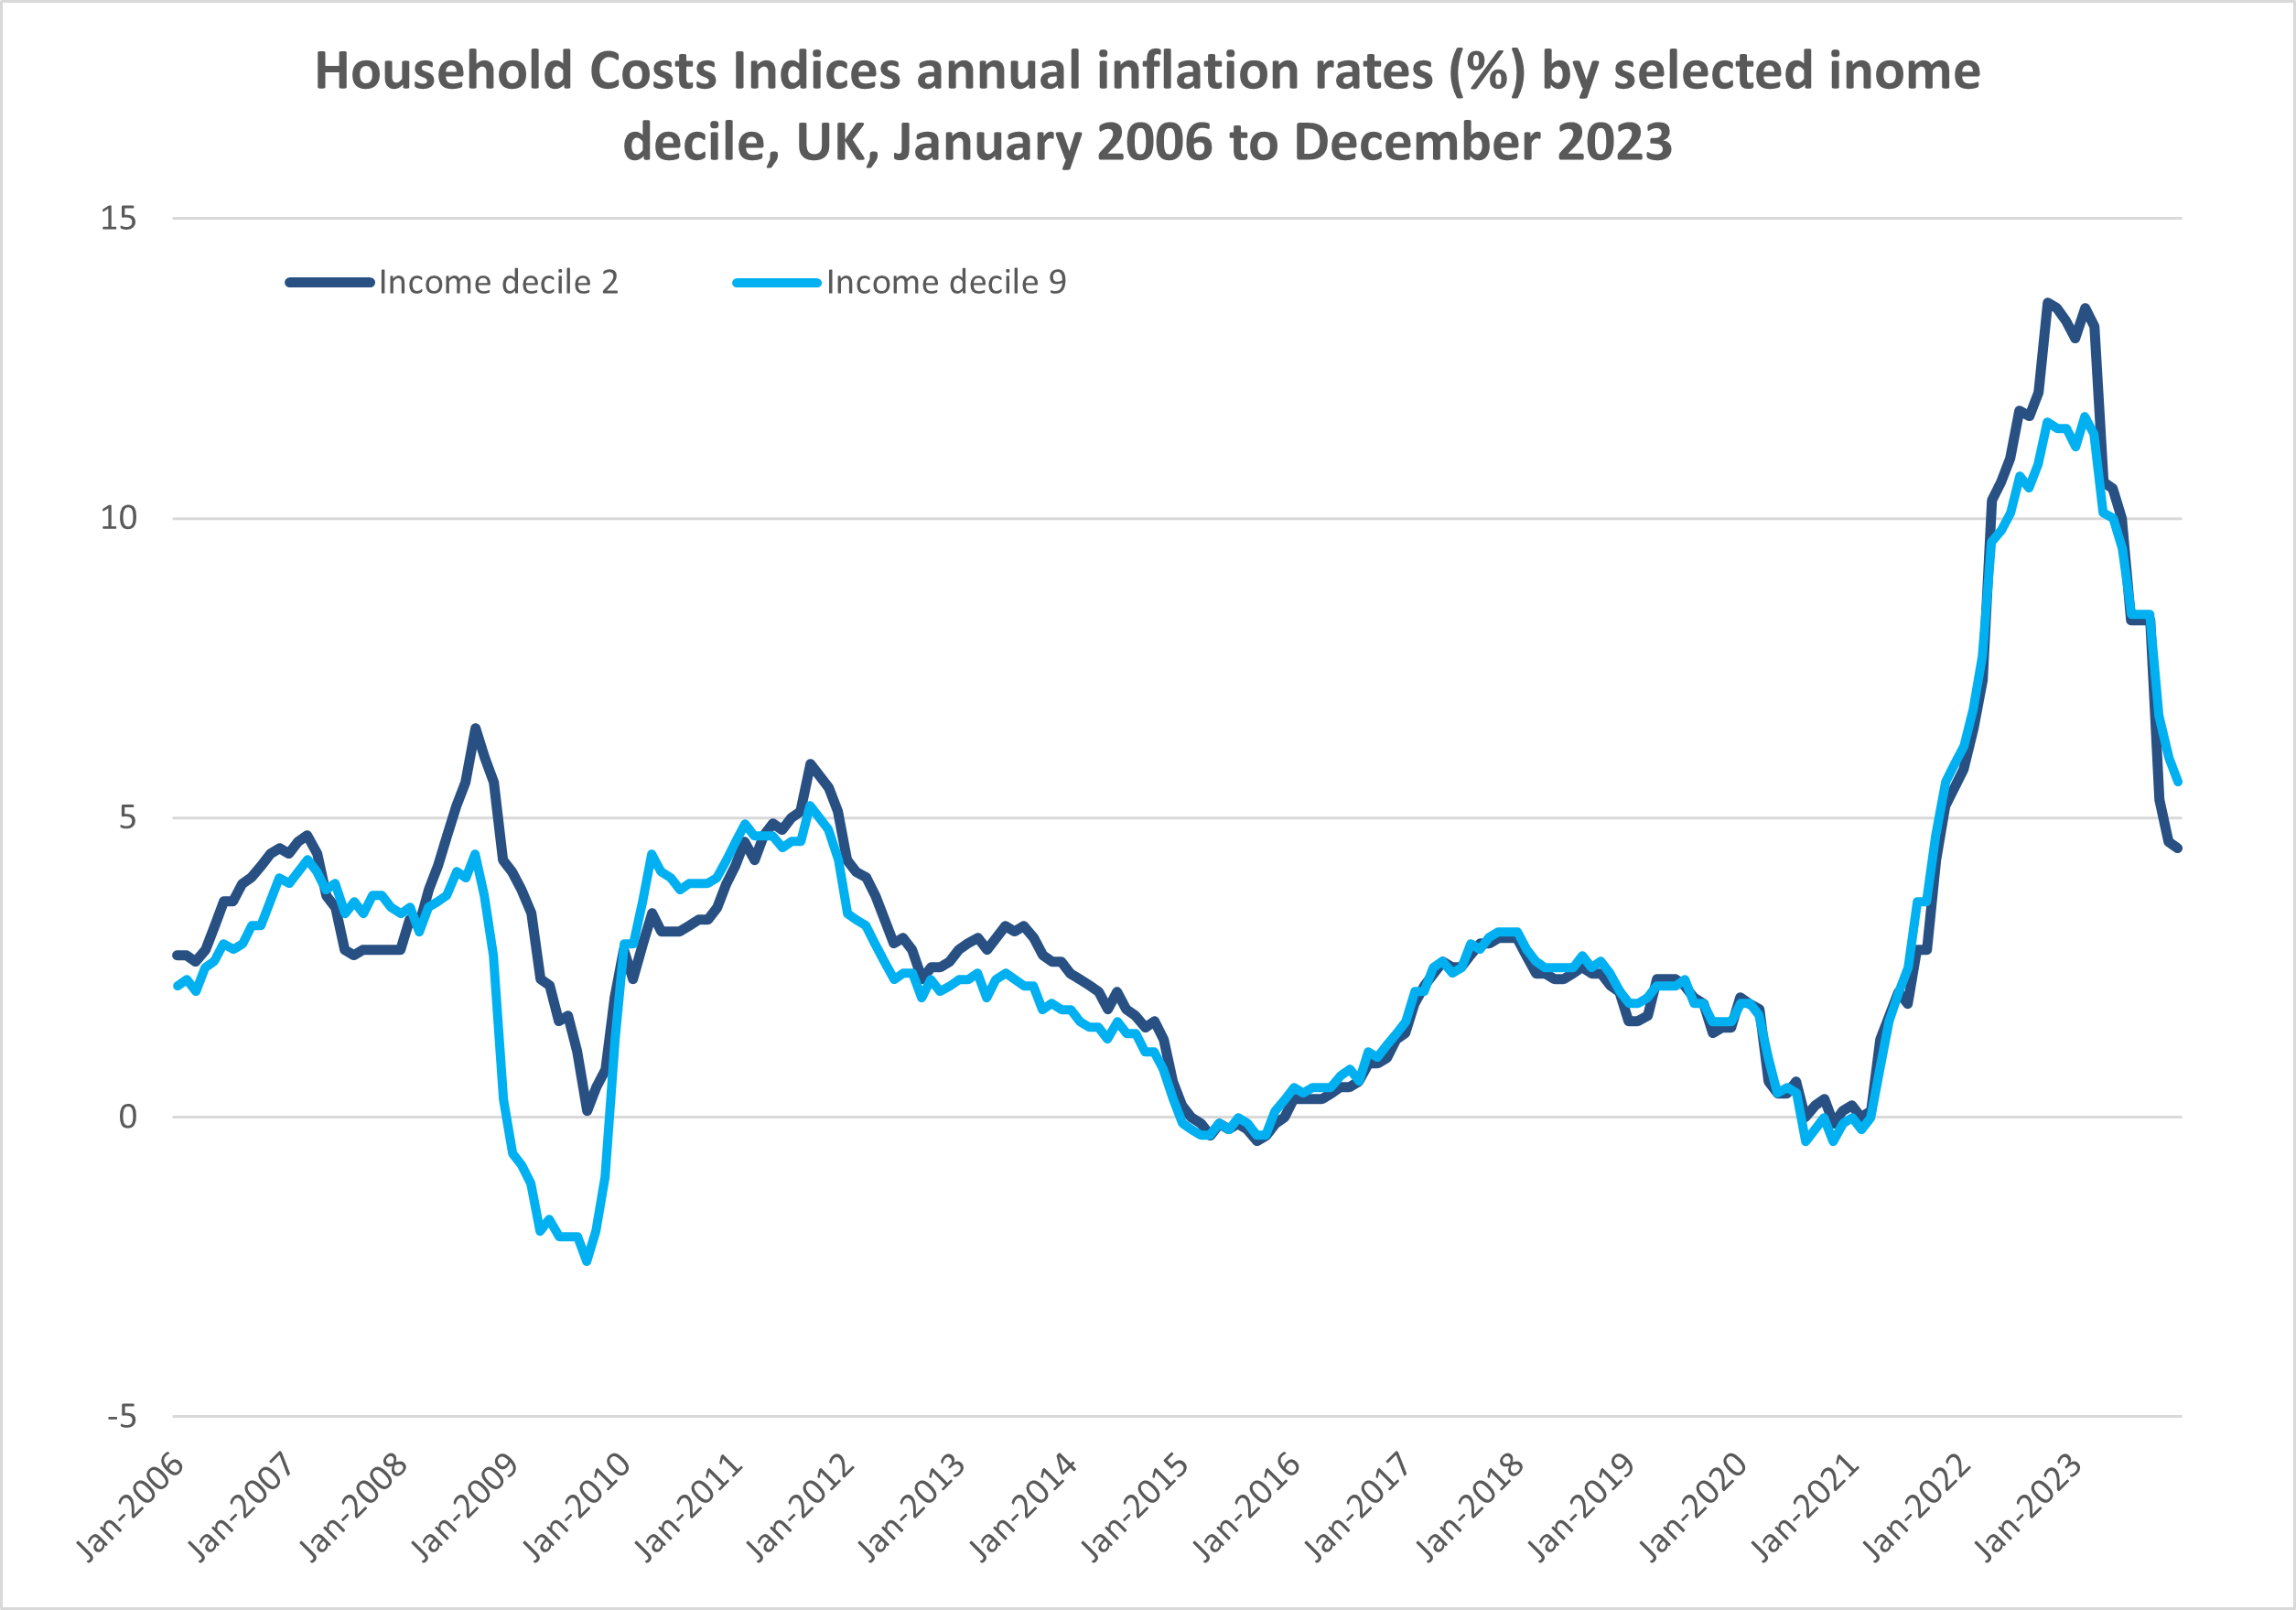 Household Costs Indices annual inflation rates (%) by selected inome
decile, UK, January 2006 to December 2023
15
Income decile 2
Income decile 9
10
5
0
-5
Jan-2006
Jan-2007
Jan-2008
Jan-2009
Jan-2010
Jan-2011
Jan-2012
Jan-2013
Jan-2014
Jan-2015
Jan-2016
Jan-2017
Jan-2018
Jan-2019
Jan-2020
Jan-2021
Jan-2022
Jan-2023